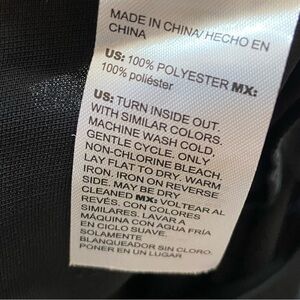 MADE IN CHINA/ HECHO EN
CHINA
US: 100% POLYESTER MX:
100% poliéster
US: TURN INSIDE OUT.
WITH SIMILAR COLORS.
MACHINE WASH COLD,
GENTLE CYCLE. ONLY
NON-CHLORINE BLEACH.
LAY FLAT TO DRY. WARM
IRON. IRON ON REVERSE
SIDE. MAY BE DRY
CLEANED MX: VOLTEAR AL
REVÉS. CON COLORES
SIMILARES. LAVAR A
MÁQUINA CON AGUA FRÍA
EN CICLO SUAVE.
SOLAMENTE
BLANQUEADOR SIN CLORO.
PONER EN UN LUGAR